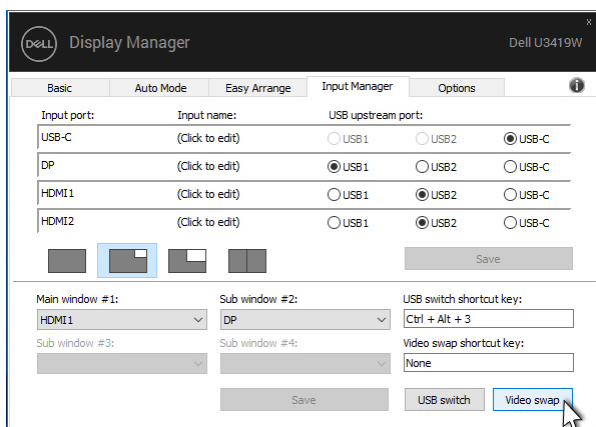 x
DELL Display Manager Dell U3419W
Basic Auto Mode Easy Arrange Input Manager Options i
Input port: Input name: USB upstream port:
USB-C (Click to edit) USB1 USB2 USB-C
DP (Click to edit) USB1 USB2 USB-C
HDMI1 (Click to edit) USB1 USB2 USB-C
HDMI2 (Click to edit) USB1 USB2 USB-C
Save
Main window #1: Sub window #2: USB switch shortcut key:
HDMI1 DP Ctrl + Alt + 3
Sub window #3: Sub window #4: Video swap shortcut key:
None
Save USB switch Video swap